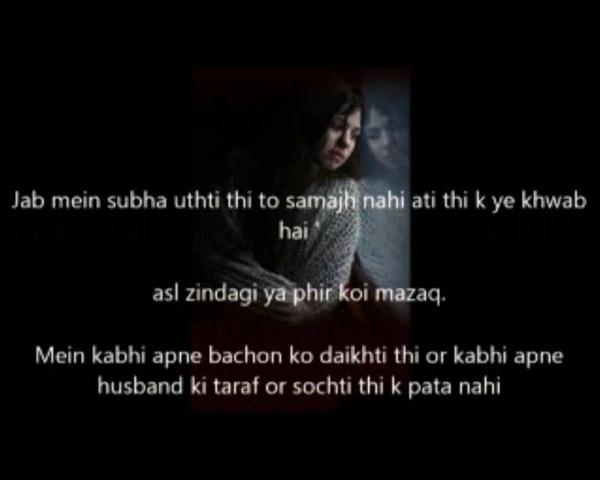 Jab mein subha uthti thi to samajh nahi ati thi k ye khwab
hai '
asl zindagi ya phir koi mazaq.
Mein kabhi apne bachon ko daikhti thi or kabhi apne
husband ki taraf or sochti thi k pata nahi